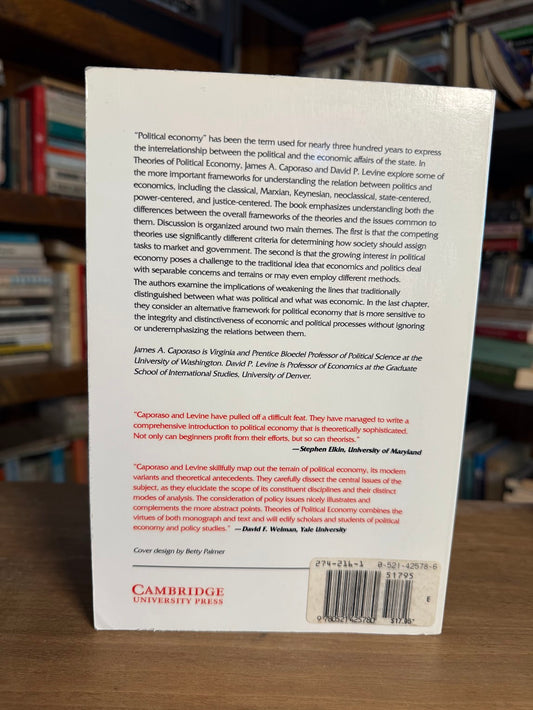 "Political economy" has been the term used for nearly three hundred years to express
the interrelationship between the political and the economic affairs of the state. In
Theories of Political Economy, James A. Caporaso and David P. Levine explore some of
the more important frameworks for understanding the relation between politics and
economics, including the classical, Marxian, Keynesian, neoclassical, state-centered,
power-centered, and justice-centered. The book emphasizes understanding both the
differences between the overall frameworks of the theories and the issues common to
them. Discussion is organized around two main themes. The first is that the competing
theories use significantly different criteria for determining how society should assign
tasks to market and government. The second is that the growing interest in political
economy poses a challenge to the traditional idea that economics and politics deal
with separable concerns and terrains or may even employ different methods.
The authors examine the implications of weakening the lines that traditionally
distinguished between what was political and what was economic. In the last chapter,
they consider an alternative framework for political economy that is more sensitive to
the integrity and distinctiveness of economic and political processes without ignoring
or underemphasizing the relations between them.
James A. Caporaso is Virginia and Prentice Bloedel Professor of Political Science at the
University of Washington. David P. Levine is Professor of Economics at the Graduate
School of International Studies, University of Denver.
"Caporaso and Levine have pulled off a difficult feat. They have managed to write a
comprehensive introduction to political economy that is theoretically sophisticated.
Not only can beginners profit from their efforts, but so can theorists."
—Stephen Elkin, University of Maryland
"Caporaso and Levine skillfully map out the terrain of political economy, its modern
variants and theoretical antecedents. They carefully dissect the central issues of the
subject, as they elucidate the scope of its constituent disciplines and their distinct
modes of analysis. The consideration of policy issues nicely illustrates and
complements the more abstract points. Theories of Political Economy combines the
virtues of both monograph and text and will edify scholars and students of political
economy and policy studies." —David F. Weiman, Yale University
Cover design by Betty Palmer
CAMBRIDGE
UNIVERSITY PRESS
274-216-1 0-521-42578-6
51795
E
9780521425780 $17.95